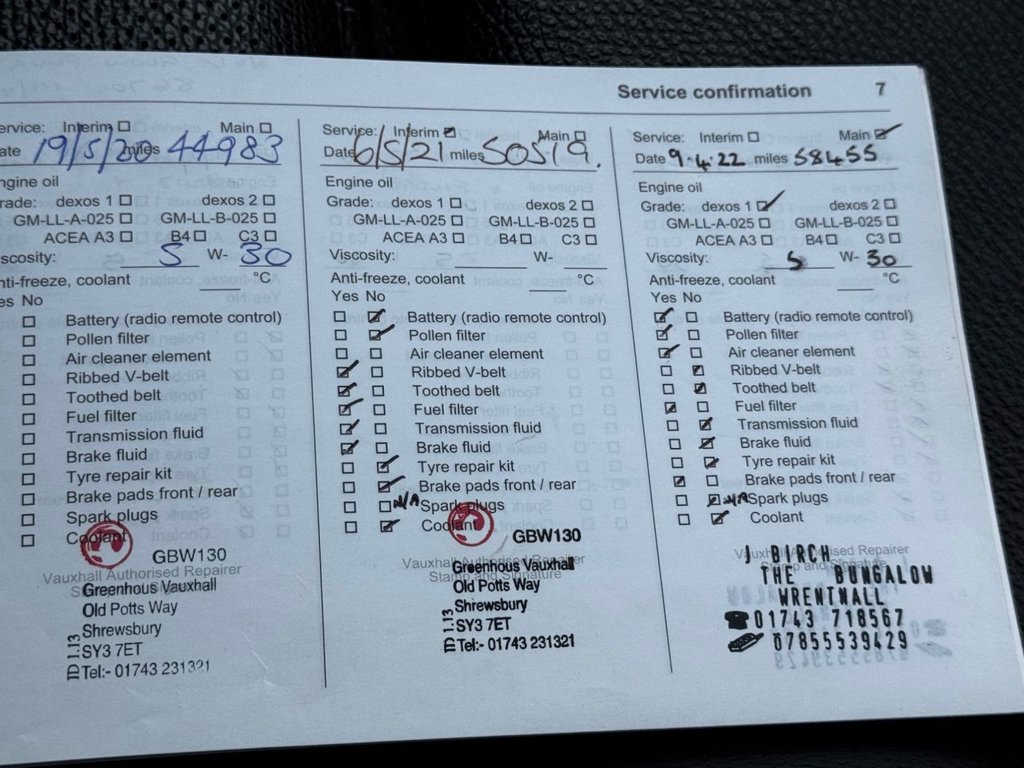 Service confirmation 7
ervice: Interim Main
ate 19/5/20 miles 44983
ngine oil
rade: dexos 1 dexos 2
GM-LL-A-025 GM-LL-B-025
ACEA A3 B4 C3
iscosity: 5 W- 30
nti-freeze, coolant °C
es No
Battery (radio remote control)
Pollen filter
Air cleaner element
Ribbed V-belt
Toothed belt
Fuel filter
Transmission fluid
Brake fluid
Tyre repair kit
Brake pads front / rear
Spark plugs
Coolant
GBW130
Vauxhall Authorised Repairer
Greenhous Vauxhall
Old Potts Way
Shrewsbury
SY3 7ET
Tel:- 01743 231321
Service: Interim Main
Date 6/5/21 miles 50519.
Engine oil
Grade: dexos 1 dexos 2
GM-LL-A-025 GM-LL-B-025
ACEA A3 B4 C3
Viscosity: W-
Anti-freeze, coolant °C
Yes No
Battery (radio remote control)
Pollen filter
Air cleaner element
Ribbed V-belt
Toothed belt
Fuel filter
Transmission fluid
Brake fluid
Tyre repair kit
Brake pads front / rear
N/A Spark plugs
Coolant
GBW130
Vauxhall Authorised Repairer
Greenhous Vauxhall
Stamp and Signature
Old Potts Way
Shrewsbury
SY3 7ET
Tel:- 01743 231321
Service: Interim Main
Date 9.4.22 miles 58455
Engine oil
Grade: dexos 1 dexos 2
GM-LL-A-025 GM-LL-B-025
ACEA A3 B4 C3
Viscosity: 5 W- 30
Anti-freeze, coolant °C
Yes No
Battery (radio remote control)
Pollen filter
Air cleaner element
Ribbed V-belt
Toothed belt
Fuel filter
Transmission fluid
Brake fluid
Tyre repair kit
Brake pads front / rear
N/A Spark plugs
Coolant
Vauxhall Authorised Repairer
Stamp and Signature
J BIRCH
THE BUNGALOW
WRENTNALL
01743 718567
07855539429